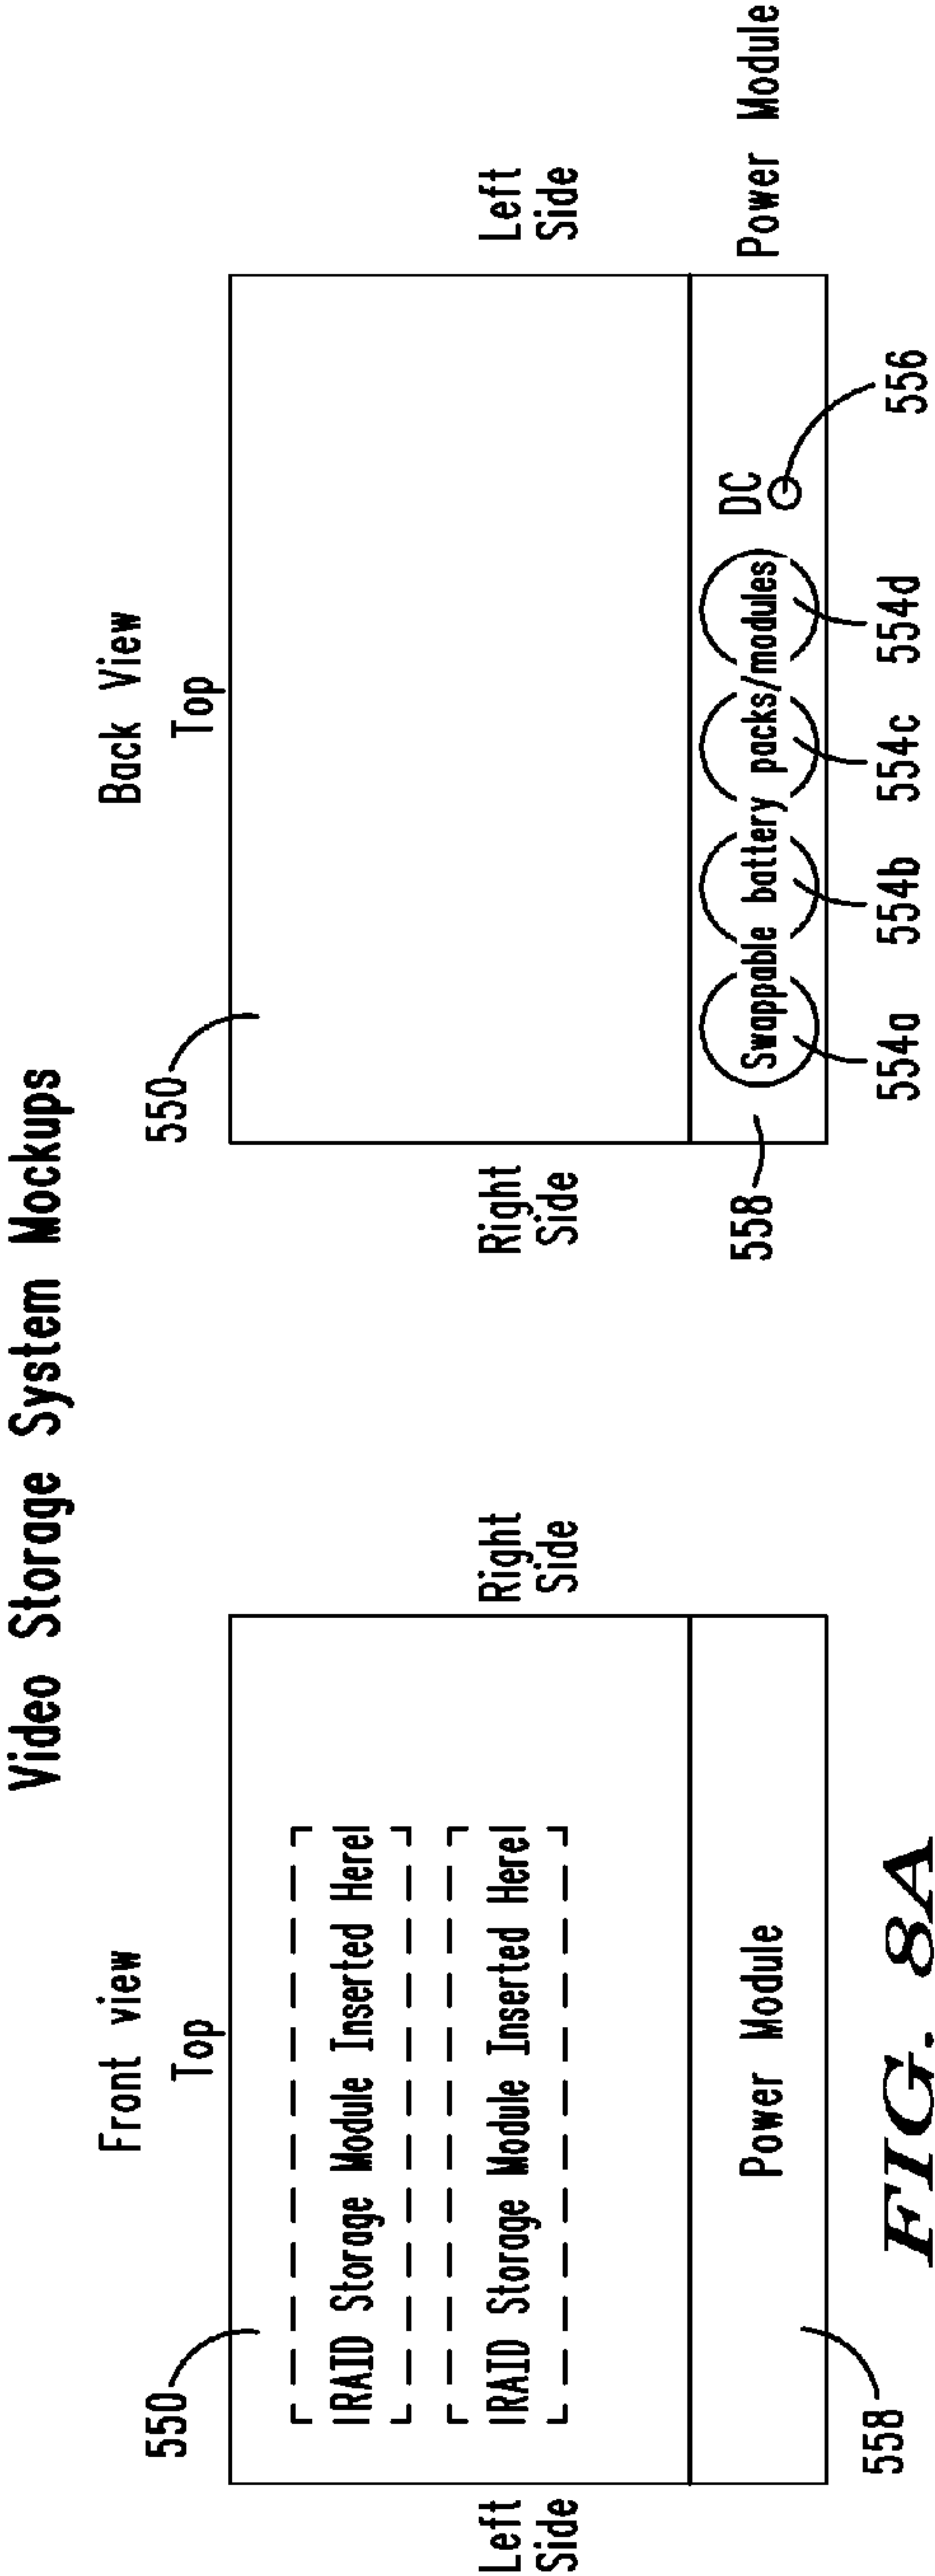 Video Storage System Mockups
Front view
Top
550
Left
Side
Right
Side
RAID Storage Module Inserted Here
RAID Storage Module Inserted Here
Power Module
558
Back View
Top
550
Right
Side
Left
Side
558
Swappable battery packs/modules
DC
Power Module
554a
554b
554c
554d
556
FIG. 8A